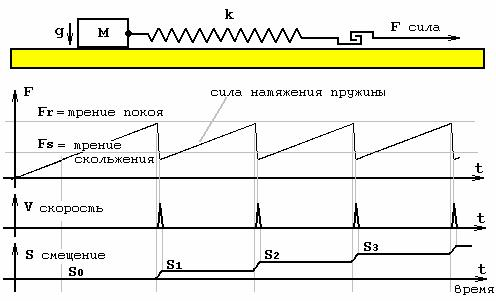 k
g M F сила
F
сила натяжения пружины
Fr = трение покоя
Fs = трение
скольжения
t
V скорость
t
S смещение
S0 S1 S2 S3 t
время